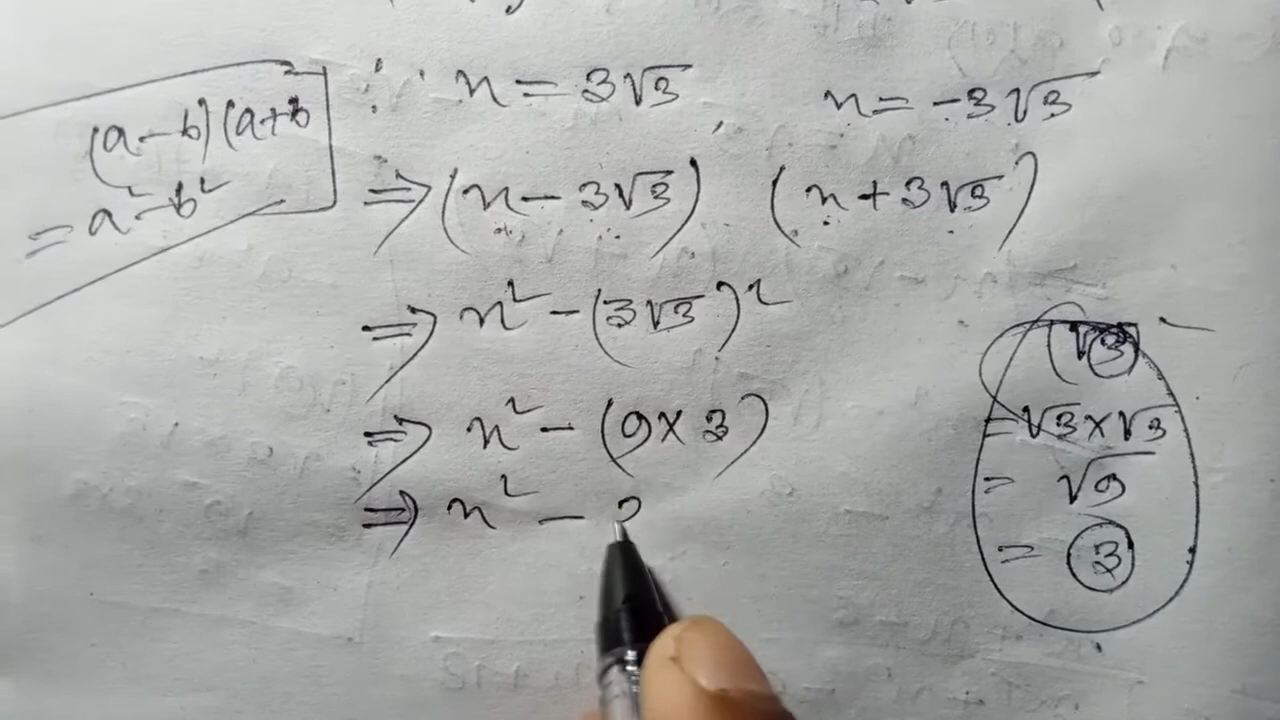 (a-b)(a+b
= a²-b²
∴ x = 3√3 , x = -3√3
⇒ (x - 3√3) (x + 3√3)
⇒ x² - (3√3)²
⇒ x² - (9×3)
⇒ x² - 2
(√3)²
= √3×√3
= √9
= 3